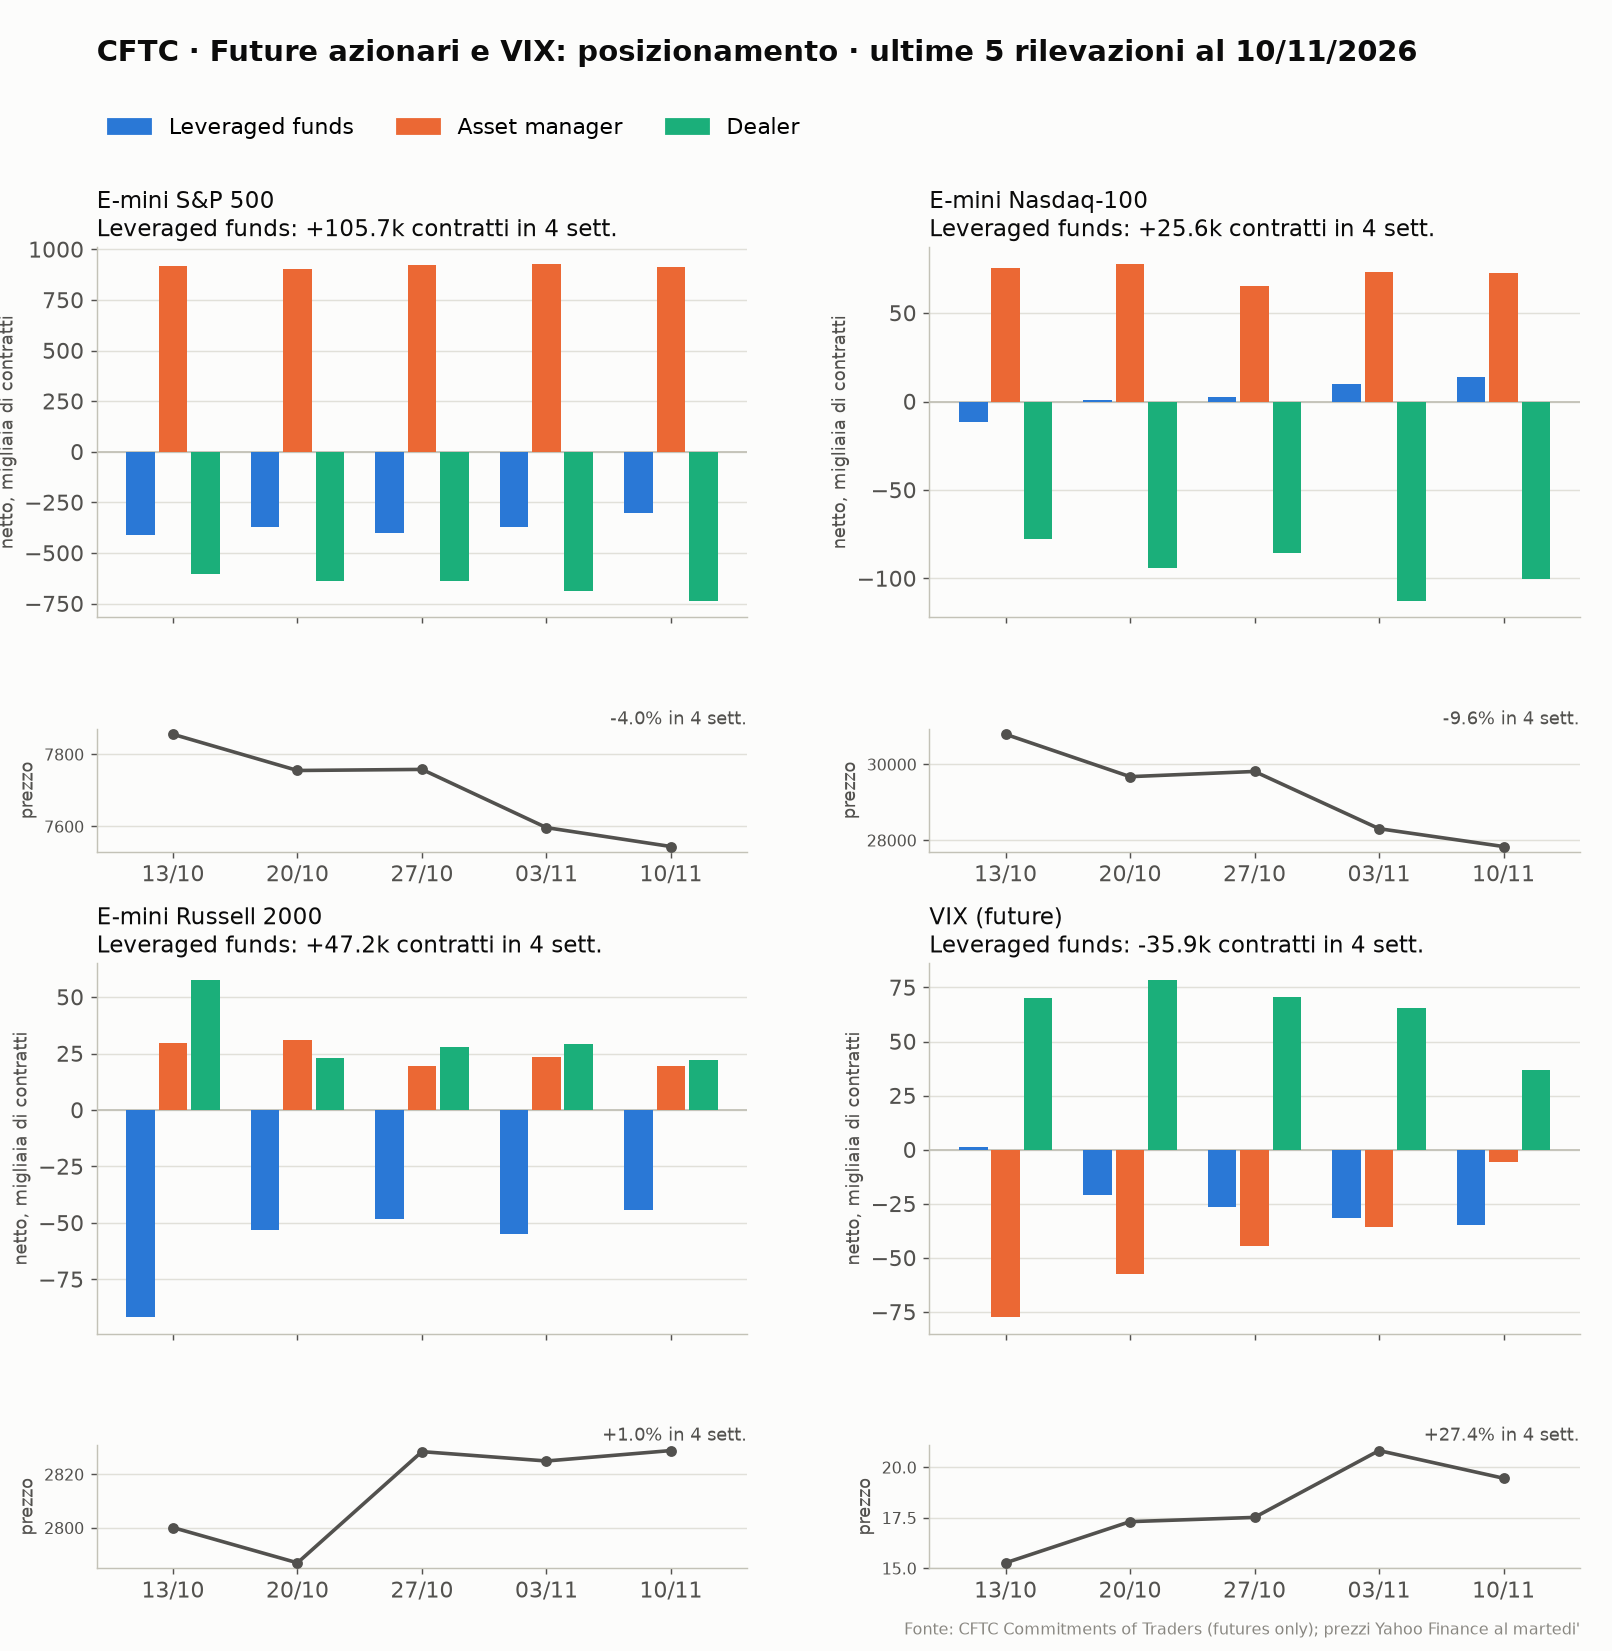 CFTC · Future azionari e VIX: posizionamento · ultime 5 rilevazioni al 10/11/2026
Leveraged funds
Asset manager
Dealer
E-mini S&P 500
Leveraged funds: +105.7k contratti in 4 sett.
netto, migliaia di contratti
1000
750
500
250
0
−250
−500
−750
-4.0% in 4 sett.
prezzo
7800
7600
13/10 20/10 27/10 03/11 10/11
E-mini Nasdaq-100
Leveraged funds: +25.6k contratti in 4 sett.
netto, migliaia di contratti
50
0
−50
−100
-9.6% in 4 sett.
prezzo
30000
28000
13/10 20/10 27/10 03/11 10/11
E-mini Russell 2000
Leveraged funds: +47.2k contratti in 4 sett.
netto, migliaia di contratti
50
25
0
−25
−50
−75
+1.0% in 4 sett.
prezzo
2820
2800
13/10 20/10 27/10 03/11 10/11
VIX (future)
Leveraged funds: -35.9k contratti in 4 sett.
netto, migliaia di contratti
75
50
25
0
−25
−50
−75
+27.4% in 4 sett.
prezzo
20.0
17.5
15.0
13/10 20/10 27/10 03/11 10/11
Fonte: CFTC Commitments of Traders (futures only); prezzi Yahoo Finance al martedi'